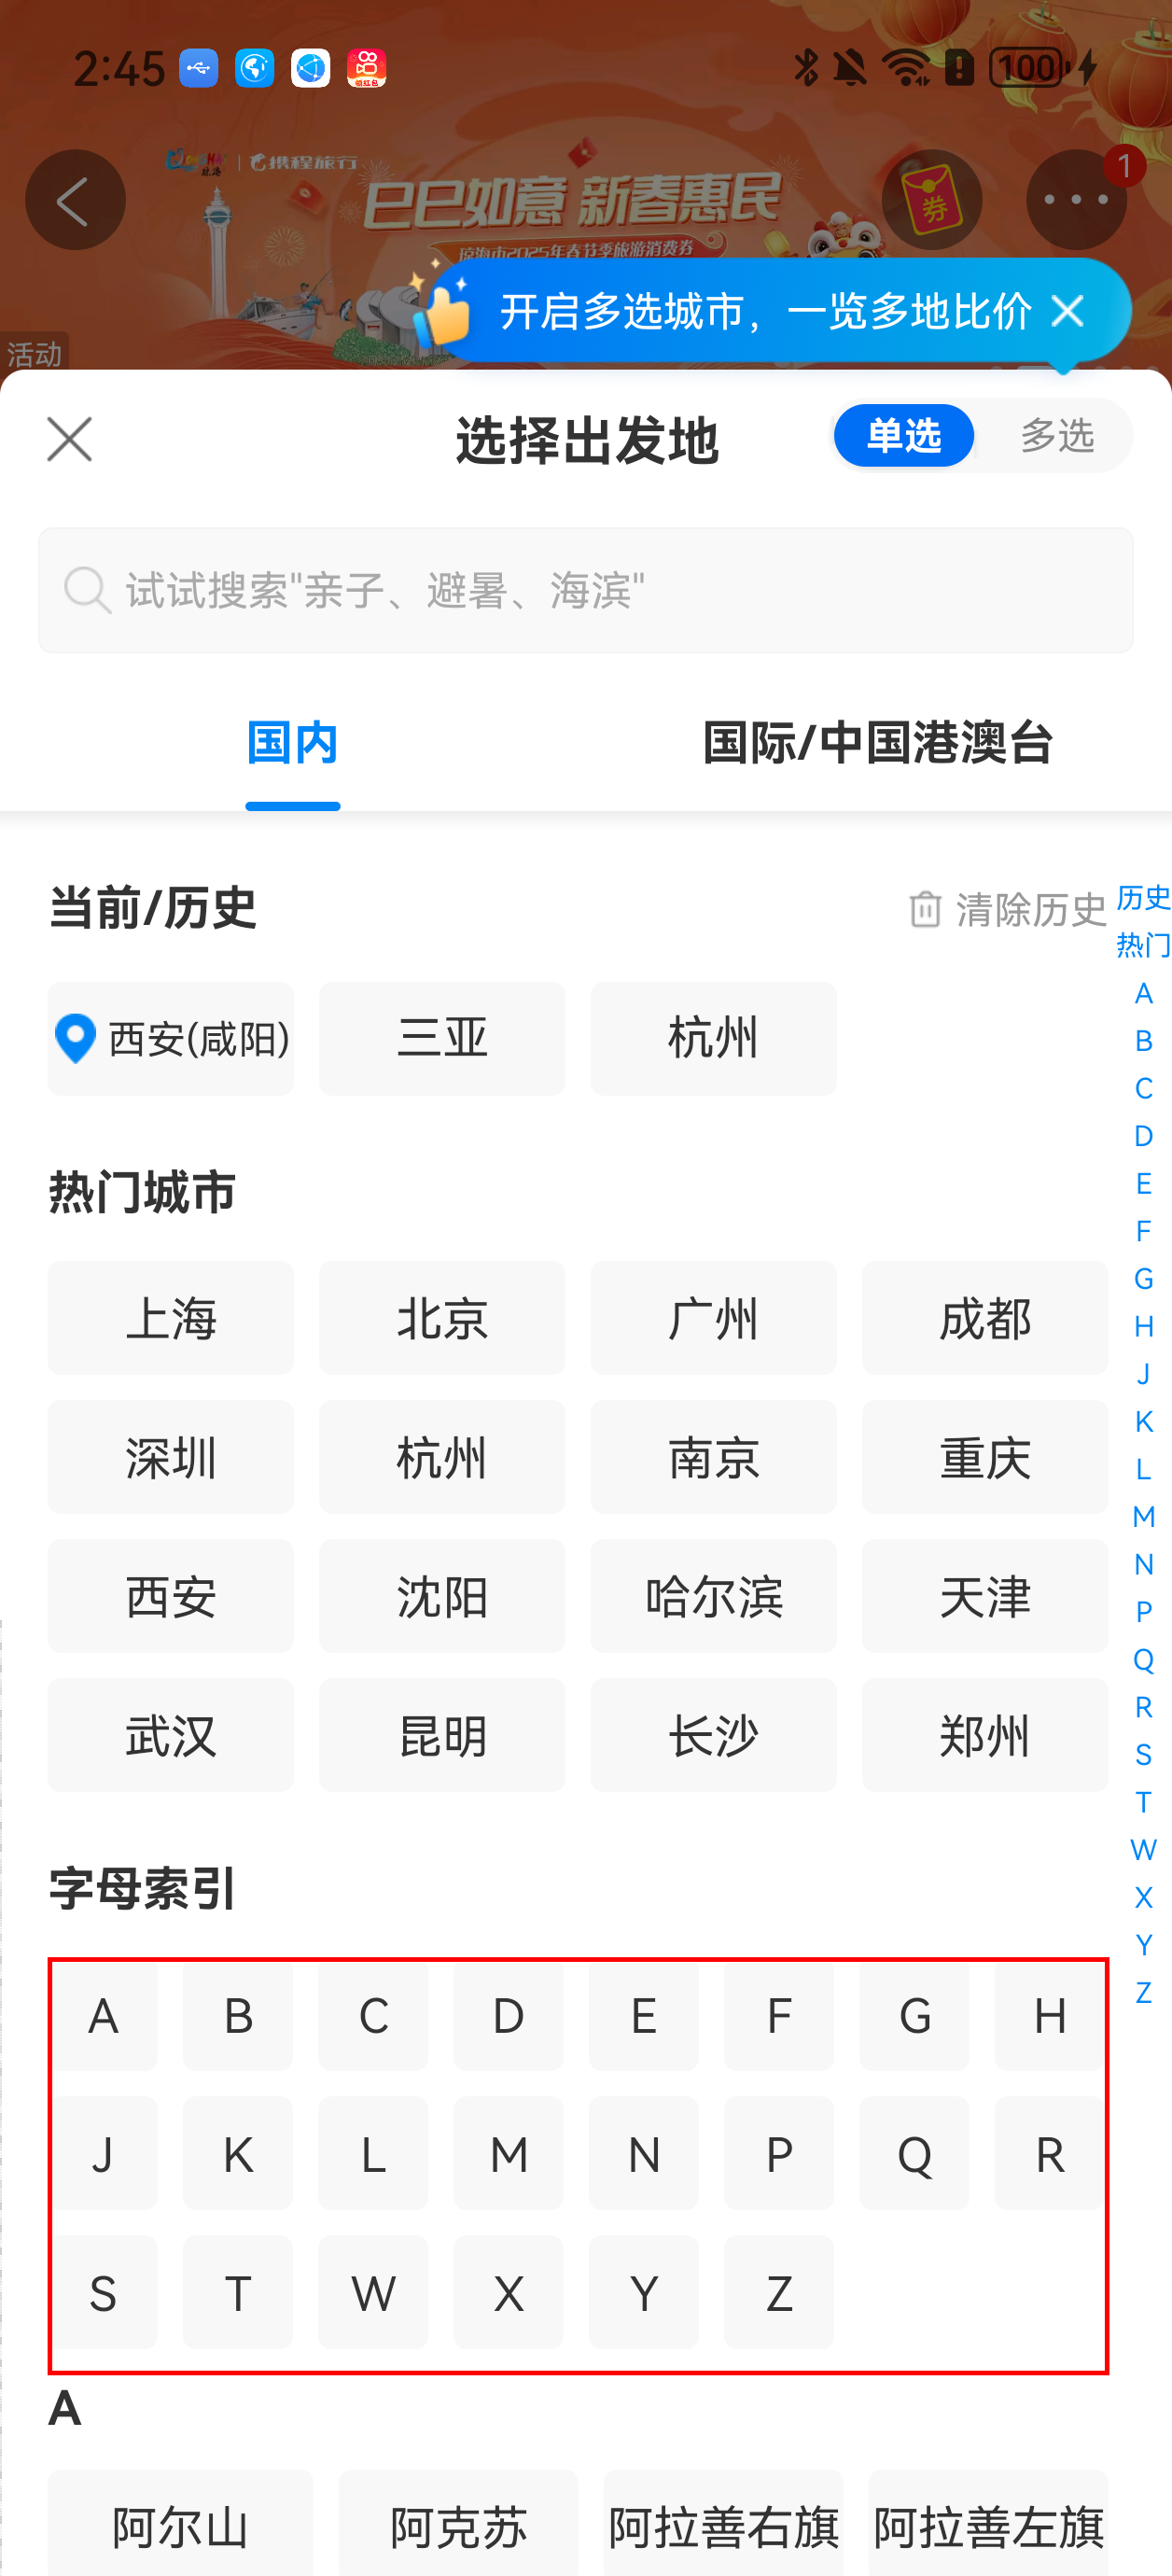 2:45
领红包
100
携程旅行
巳巳如意 新春惠民
琼海市2025年春节季旅游消费券
券
1
开启多选城市，一览多地比价
活动
选择出发地
单选
多选
试试搜索"亲子、避暑、海滨"
国内
国际/中国港澳台
当前/历史
清除历史
西安(咸阳)
三亚
杭州
热门城市
上海
北京
广州
成都
深圳
杭州
南京
重庆
西安
沈阳
哈尔滨
天津
武汉
昆明
长沙
郑州
字母索引
A B C D E F G H
J K L M N P Q R
S T W X Y Z
A
阿尔山
阿克苏
阿拉善右旗
阿拉善左旗
历史
热门
A
B
C
D
E
F
G
H
J
K
L
M
N
P
Q
R
S
T
W
X
Y
Z